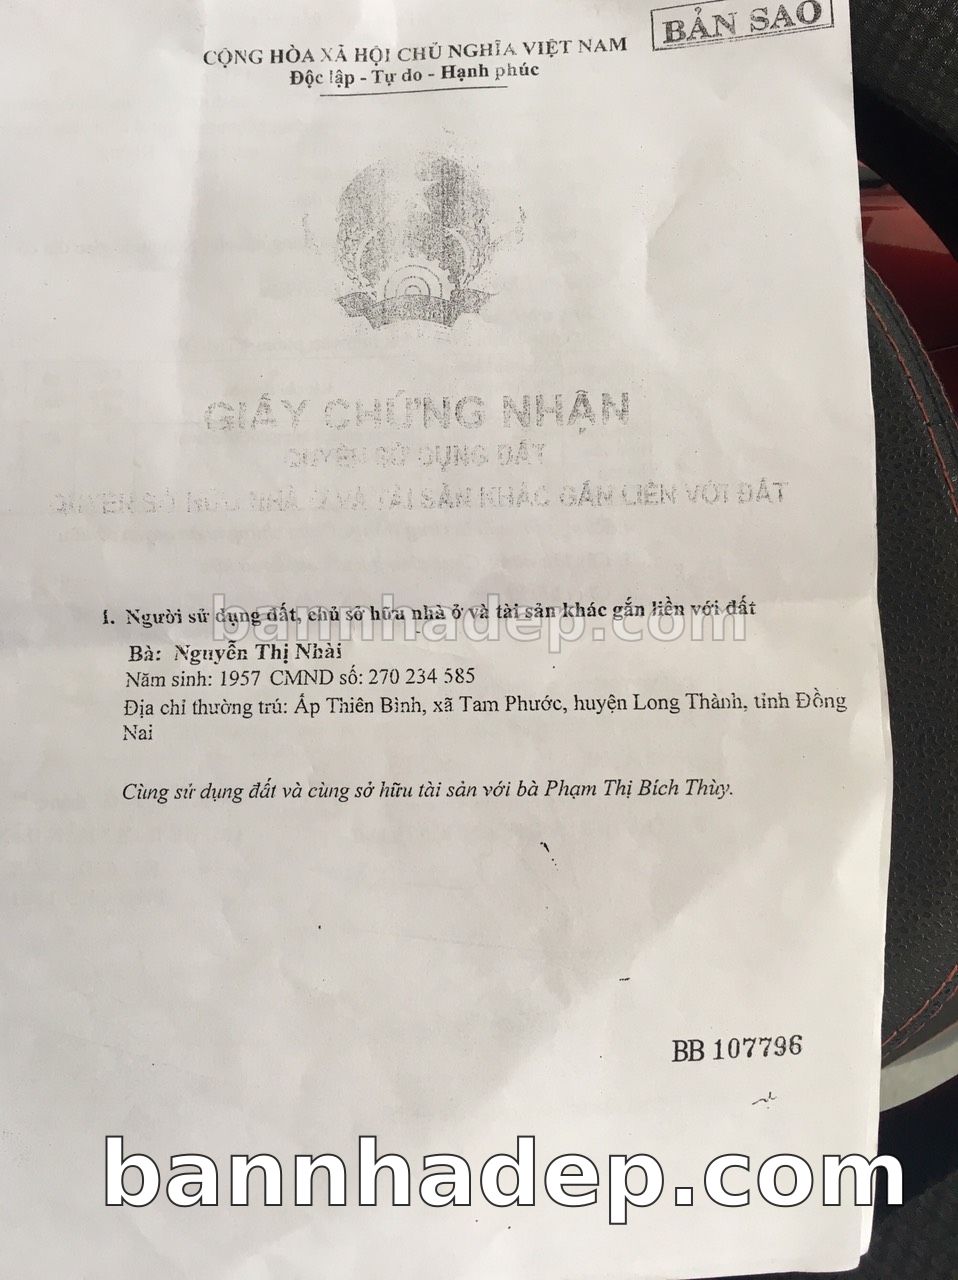 BẢN SAO
CỘNG HÒA XÃ HỘI CHỦ NGHĨA VIỆT NAM
Độc lập - Tự do - Hạnh phúc
GIẤY CHỨNG NHẬN
QUYỀN SỬ DỤNG ĐẤT
QUYỀN SỞ HỮU NHÀ Ở VÀ TÀI SẢN KHÁC GẮN LIỀN VỚI ĐẤT
I. Người sử dụng đất, chủ sở hữu nhà ở và tài sản khác gắn liền với đất
bannhadep.com
Bà: Nguyễn Thị Nhài
Năm sinh: 1957 CMND số: 270 234 585
Địa chỉ thường trú: Ấp Thiên Bình, xã Tam Phước, huyện Long Thành, tỉnh Đồng
Nai
Cùng sử dụng đất và cùng sở hữu tài sản với bà Phạm Thị Bích Thùy.
BB 107796
bannhadep.com